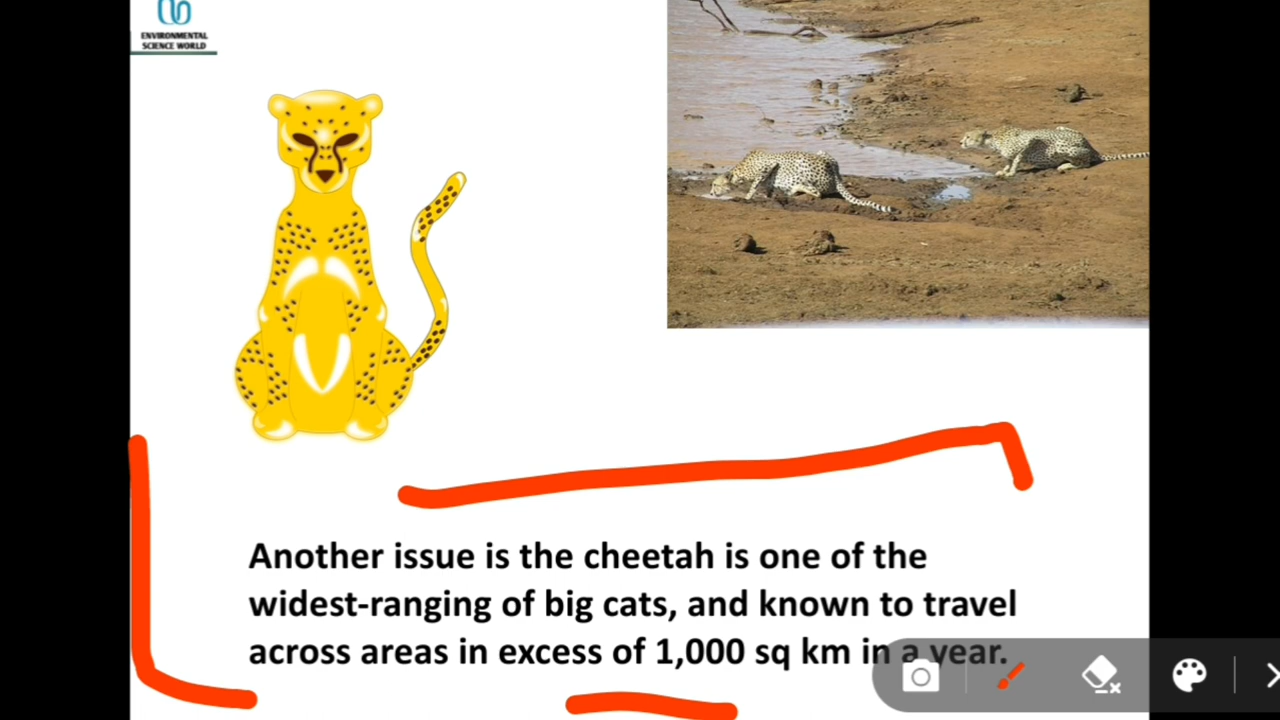 ENVIRONMENTAL
SCIENCE WORLD
Another issue is the cheetah is one of the
widest-ranging of big cats, and known to travel
across areas in excess of 1,000 sq km in a year.